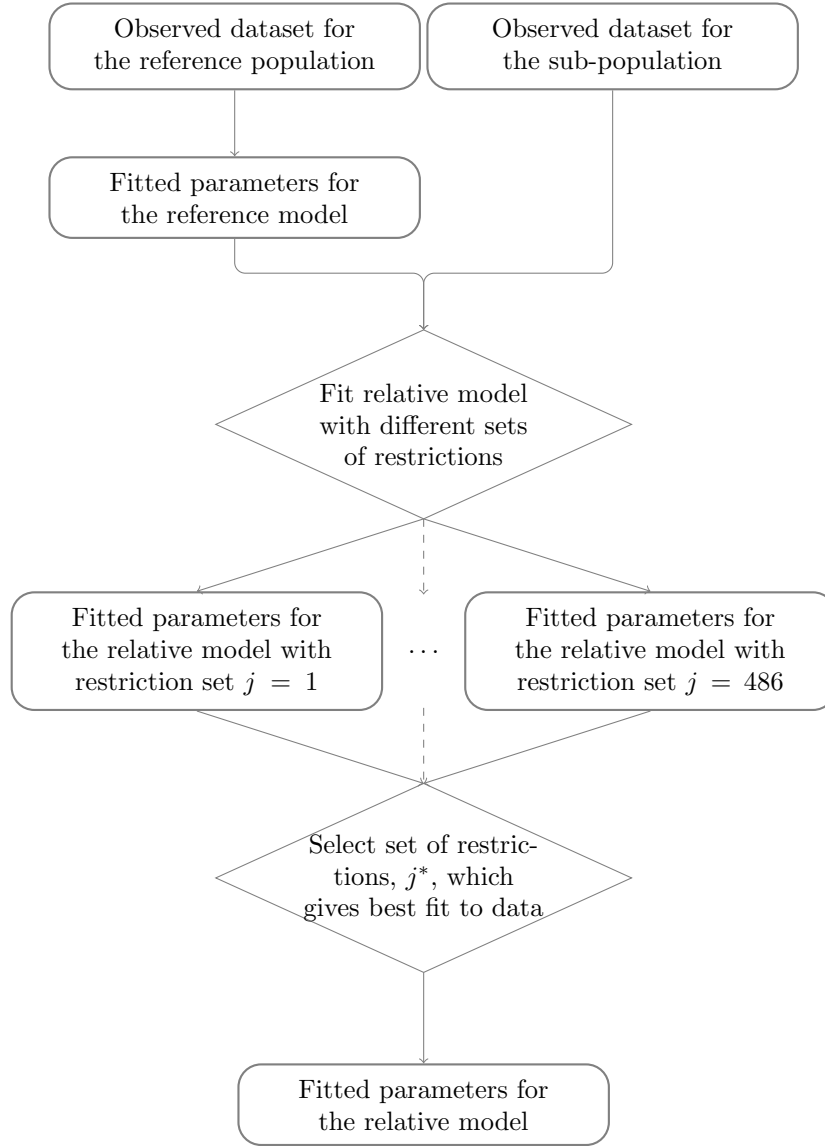 Observed dataset for
the reference population
Observed dataset for
the sub-population
Fitted parameters for
the reference model
Fit relative model
with different sets
of restrictions
Fitted parameters for
the relative model with
restriction set j = 1
...
Fitted parameters for
the relative model with
restriction set j = 486
Select set of restric-
tions, j*, which
gives best fit to data
Fitted parameters for
the relative model